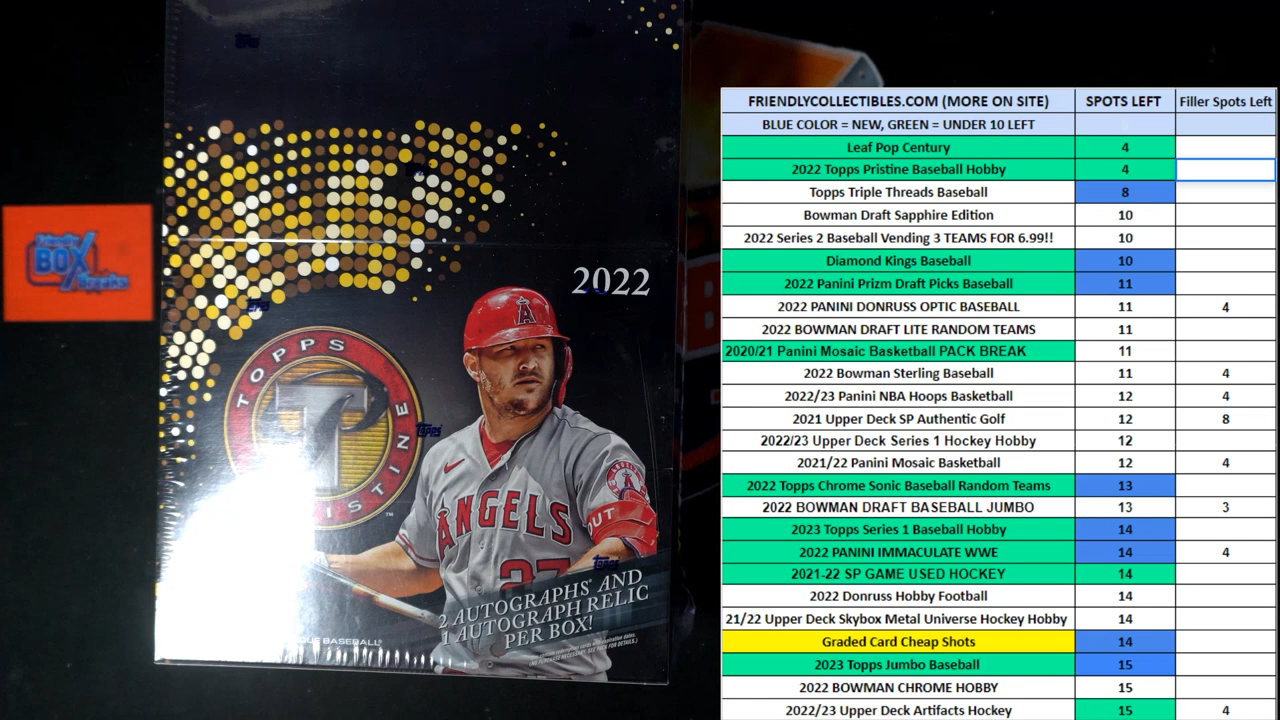 Friendly
BOX
Breaks
2022
TOPPS
PRISTINE
T
TM
ANGELS
27
OUT
2 AUTOGRAPHS* AND
1 AUTOGRAPH RELIC
PER BOX!
FRIENDLYCOLLECTIBLES.COM (MORE ON SITE) SPOTS LEFT Filler Spots Left
BLUE COLOR = NEW, GREEN = UNDER 10 LEFT
Leaf Pop Century 4
2022 Topps Pristine Baseball Hobby 4
Topps Triple Threads Baseball 8
Bowman Draft Sapphire Edition 10
2022 Series 2 Baseball Vending 3 TEAMS FOR 6.99!! 10
Diamond Kings Baseball 10
2022 Panini Prizm Draft Picks Baseball 11
2022 PANINI DONRUSS OPTIC BASEBALL 11 4
2022 BOWMAN DRAFT LITE RANDOM TEAMS 11
2020/21 Panini Mosaic Basketball PACK BREAK 11
2022 Bowman Sterling Baseball 11 4
2022/23 Panini NBA Hoops Basketball 12 4
2021 Upper Deck SP Authentic Golf 12 8
2022/23 Upper Deck Series 1 Hockey Hobby 12
2021/22 Panini Mosaic Basketball 12 4
2022 Topps Chrome Sonic Baseball Random Teams 13
2022 BOWMAN DRAFT BASEBALL JUMBO 13 3
2023 Topps Series 1 Baseball Hobby 14
2022 PANINI IMMACULATE WWE 14 4
2021-22 SP GAME USED HOCKEY 14
2022 Donruss Hobby Football 14
21/22 Upper Deck Skybox Metal Universe Hockey Hobby 14
Graded Card Cheap Shots 14
2023 Topps Jumbo Baseball 15
2022 BOWMAN CHROME HOBBY 15
2022/23 Upper Deck Artifacts Hockey 15 4